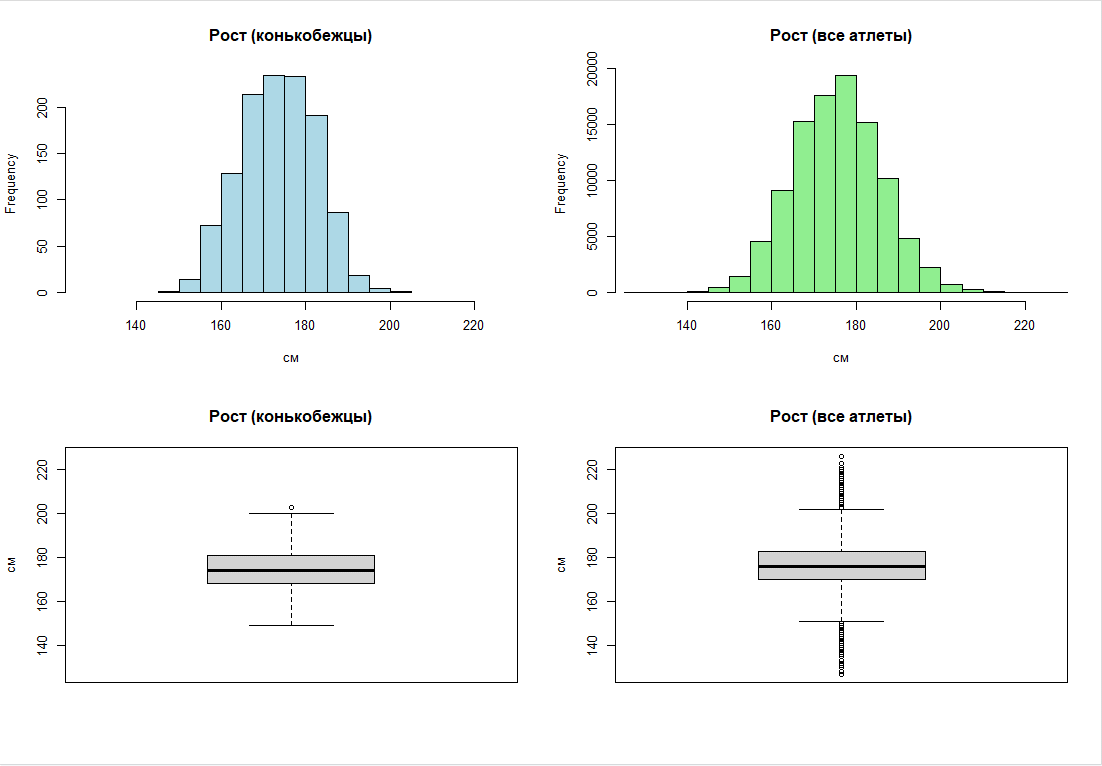 Рост (конькобежцы)
Frequency
200
150
100
50
0
140 160 180 200 220
см
Рост (все атлеты)
Frequency
20000
15000
10000
5000
0
140 160 180 200 220
см
Рост (конькобежцы)
см
220
200
180
160
140
Рост (все атлеты)
см
220
200
180
160
140